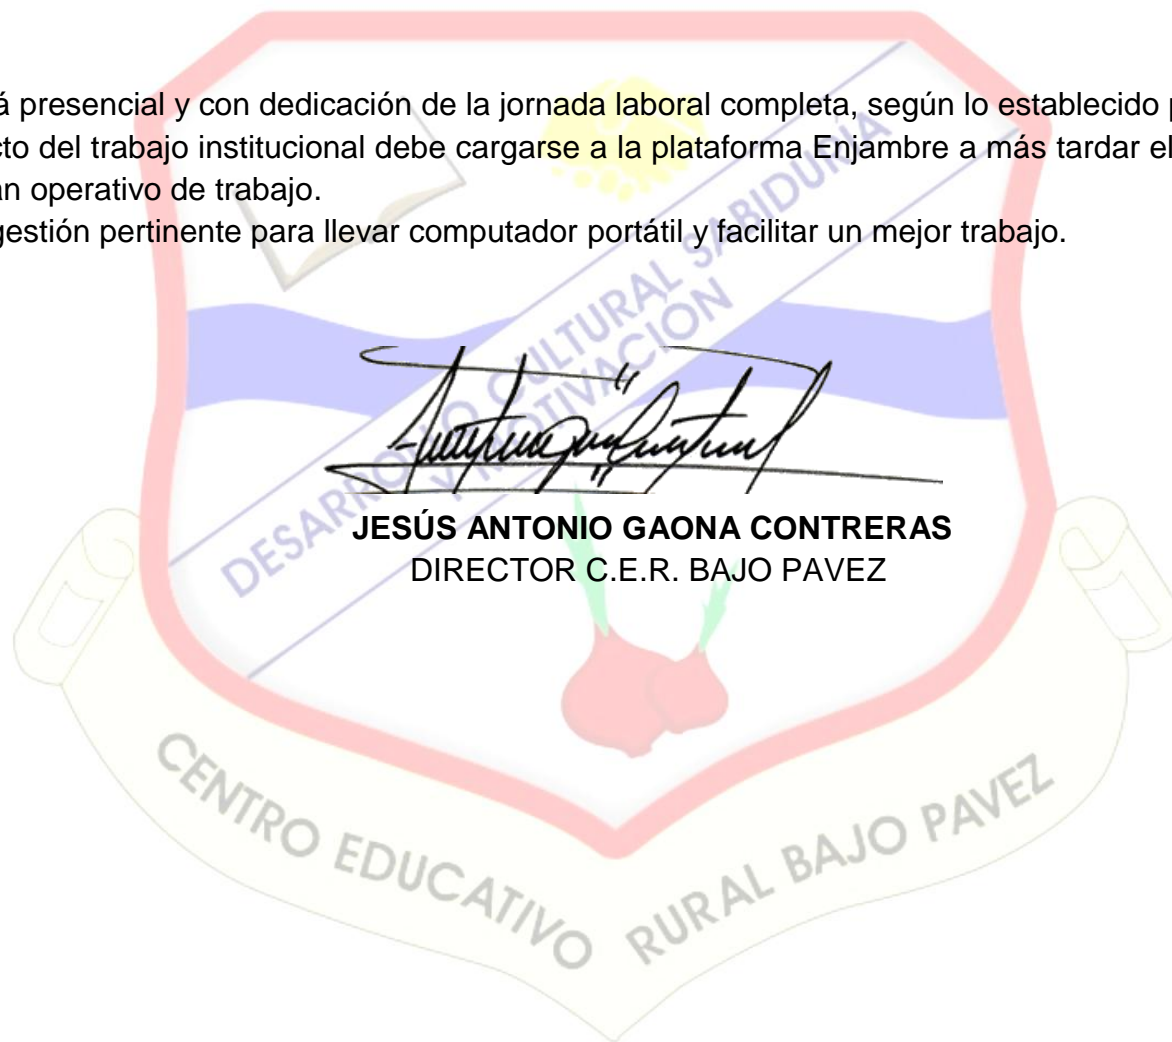 á presencial y con dedicación de la jornada laboral completa, según lo establecido p
cto del trabajo institucional debe cargarse a la plataforma Enjambre a más tardar el
an operativo de trabajo.
gestión pertinente para llevar computador portátil y facilitar un mejor trabajo.
DESARROLLO CULTURAL SABIDURIA
Y MOTIVACION
JESÚS ANTONIO GAONA CONTRERAS
DIRECTOR C.E.R. BAJO PAVEZ
CENTRO EDUCATIVO RURAL BAJO PAVEZ